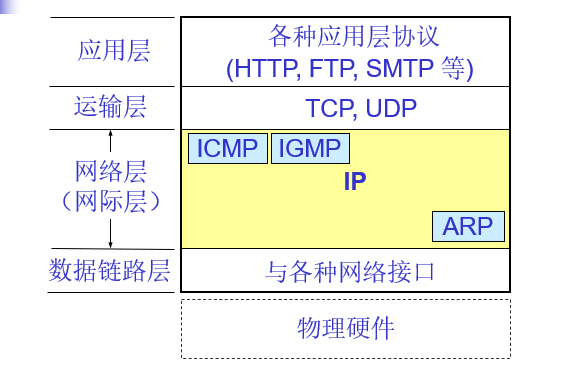 应用层
各种应用层协议
(HTTP, FTP, SMTP 等)
运输层
TCP, UDP
网络层
（网际层）
ICMP
IGMP
IP
ARP
数据链路层
与各种网络接口
物理硬件